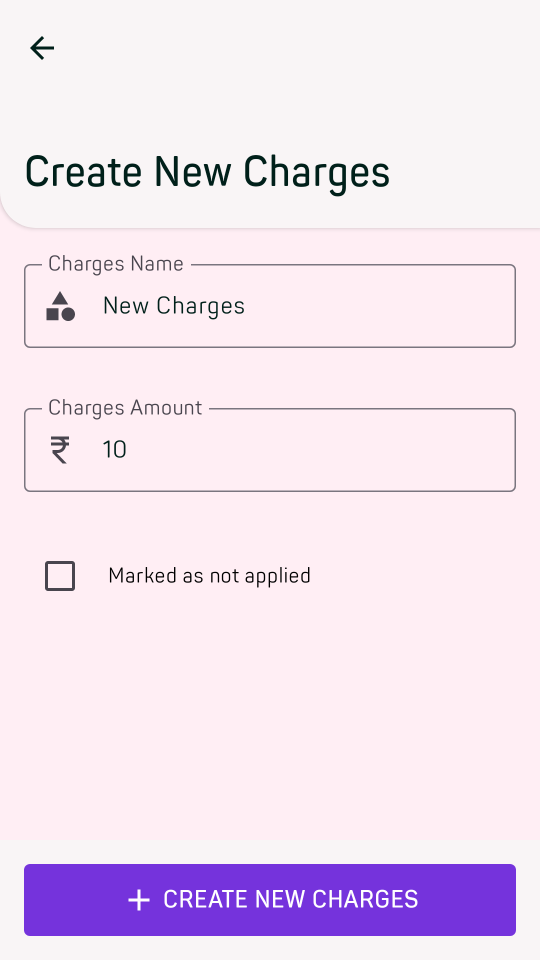 Create New Charges
Charges Name
New Charges
Charges Amount
₹ 10
Marked as not applied
CREATE NEW CHARGES